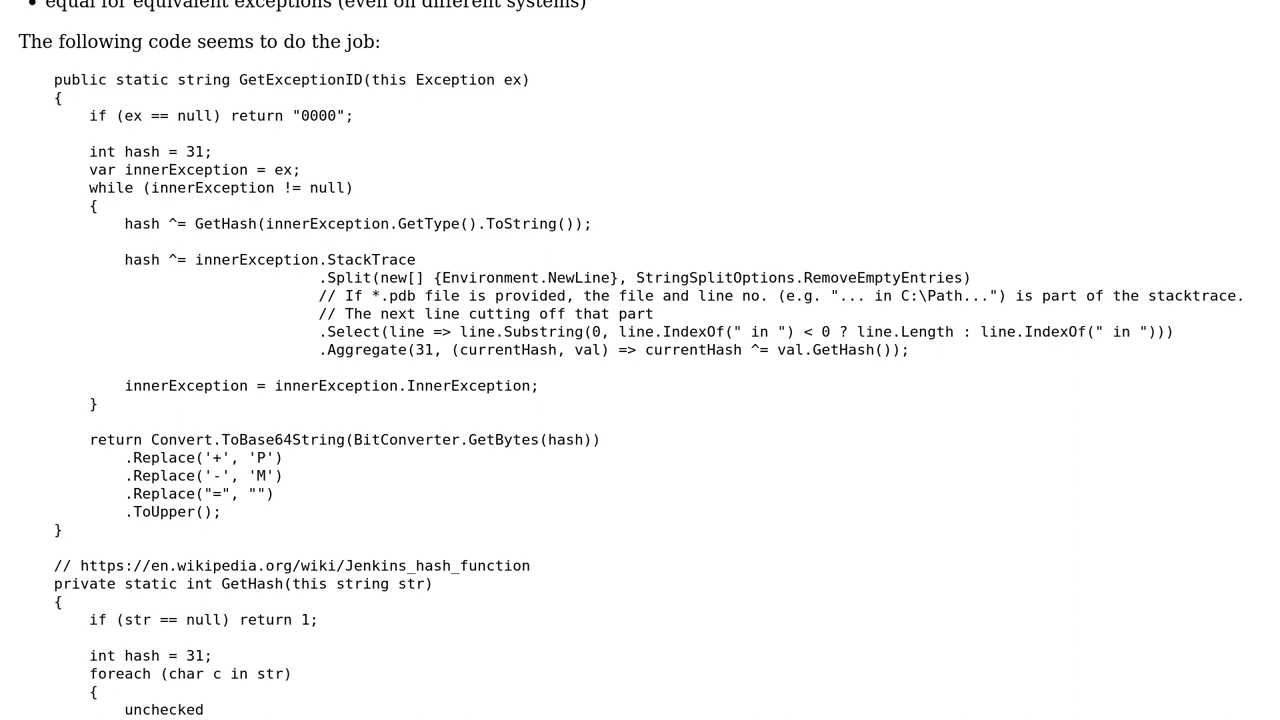 • equal for equivalent exceptions (even on different systems)
The following code seems to do the job:
public static string GetExceptionID(this Exception ex)
{
    if (ex == null) return "0000";

    int hash = 31;
    var innerException = ex;
    while (innerException != null)
    {
        hash ^= GetHash(innerException.GetType().ToString());

        hash ^= innerException.StackTrace
                              .Split(new[] {Environment.NewLine}, StringSplitOptions.RemoveEmptyEntries)
                              // If *.pdb file is provided, the file and line no. (e.g. "... in C:\Path...") is part of the stacktrace.
                              // The next line cutting off that part
                              .Select(line => line.Substring(0, line.IndexOf(" in ") < 0 ? line.Length : line.IndexOf(" in ")))
                              .Aggregate(31, (currentHash, val) => currentHash ^= val.GetHash());

        innerException = innerException.InnerException;
    }

    return Convert.ToBase64String(BitConverter.GetBytes(hash))
        .Replace('+', 'P')
        .Replace('-', 'M')
        .Replace("=", "")
        .ToUpper();
}

// https://en.wikipedia.org/wiki/Jenkins_hash_function
private static int GetHash(this string str)
{
    if (str == null) return 1;

    int hash = 31;
    foreach (char c in str)
    {
        unchecked